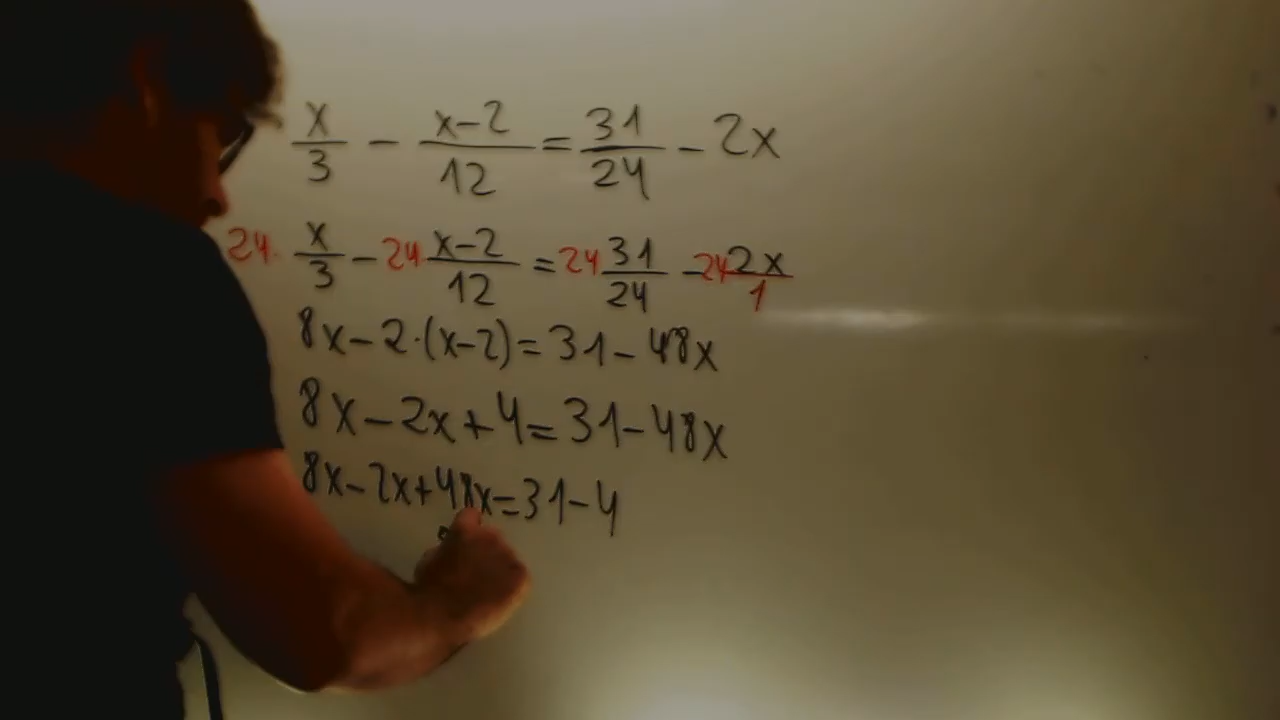 x/3 - x-2/12 = 31/24 - 2x
24· x/3 - 24 x-2/12 = 24 31/24 - 24 2x/1
8x-2·(x-2)=31-48x
8x-2x+4=31-48x
8x-2x+48x=31-4